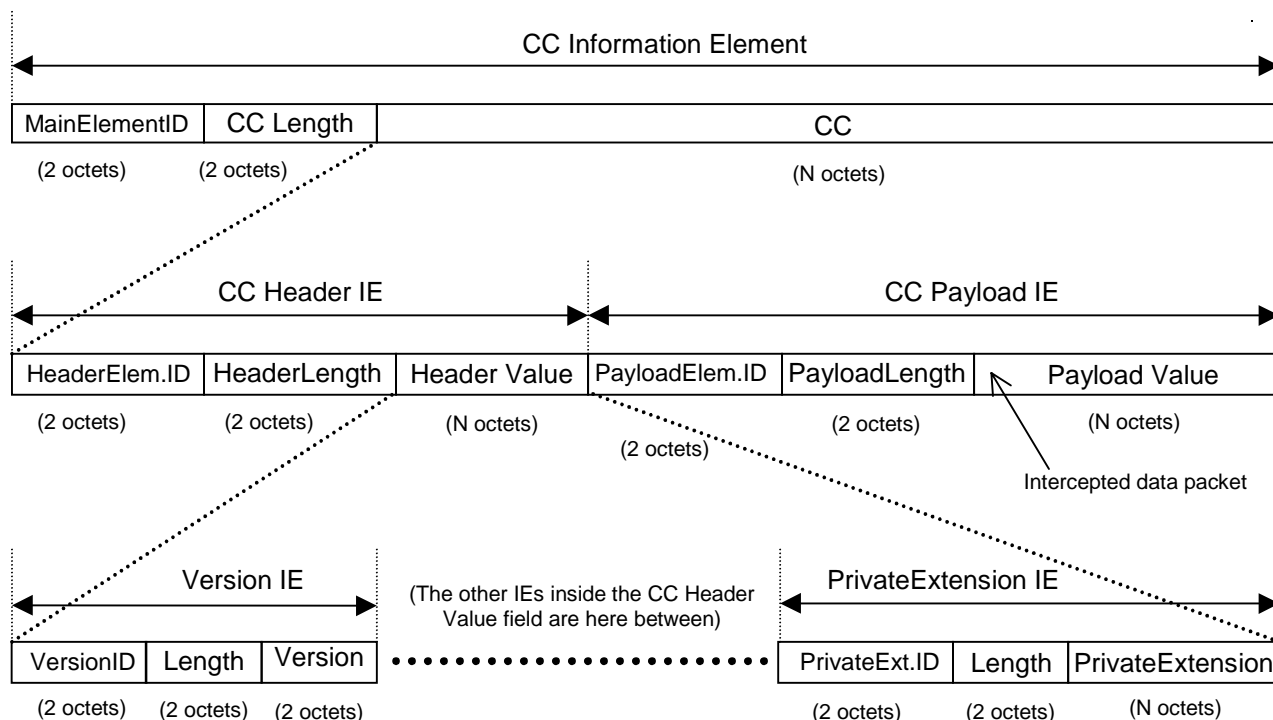 CC Information Element
MainElementID CC Length CC
(2 octets) (2 octets) (N octets)
CC Header IE CC Payload IE
HeaderElem.ID HeaderLength Header Value PayloadElem.ID PayloadLength Payload Value
(2 octets) (2 octets) (N octets) (2 octets) (2 octets) (N octets)
Intercepted data packet
Version IE (The other IEs inside the CC Header PrivateExtension IE
Value field are here between)
VersionID Length Version PrivateExt.ID Length PrivateExtension
(2 octets) (2 octets) (2 octets) (2 octets) (2 octets) (N octets)